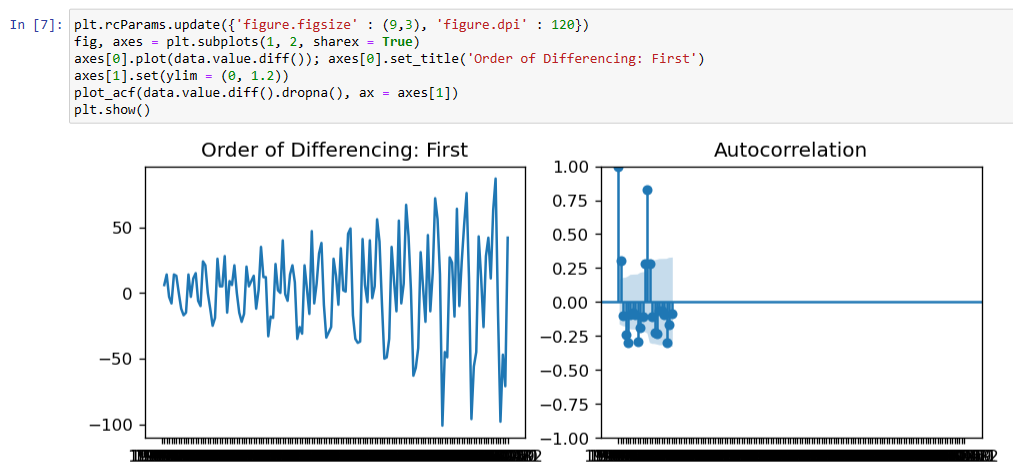 In [7]: plt.rcParams.update({'figure.figsize' : (9,3), 'figure.dpi' : 120})
fig, axes = plt.subplots(1, 2, sharex = True)
axes[0].plot(data.value.diff()); axes[0].set_title('Order of Differencing: First')
axes[1].set(ylim = (0, 1.2))
plot_acf(data.value.diff().dropna(), ax = axes[1])
plt.show()
Order of Differencing: First
50
0
−50
−100
Autocorrelation
1.00
0.75
0.50
0.25
0.00
−0.25
−0.50
−0.75
−1.00